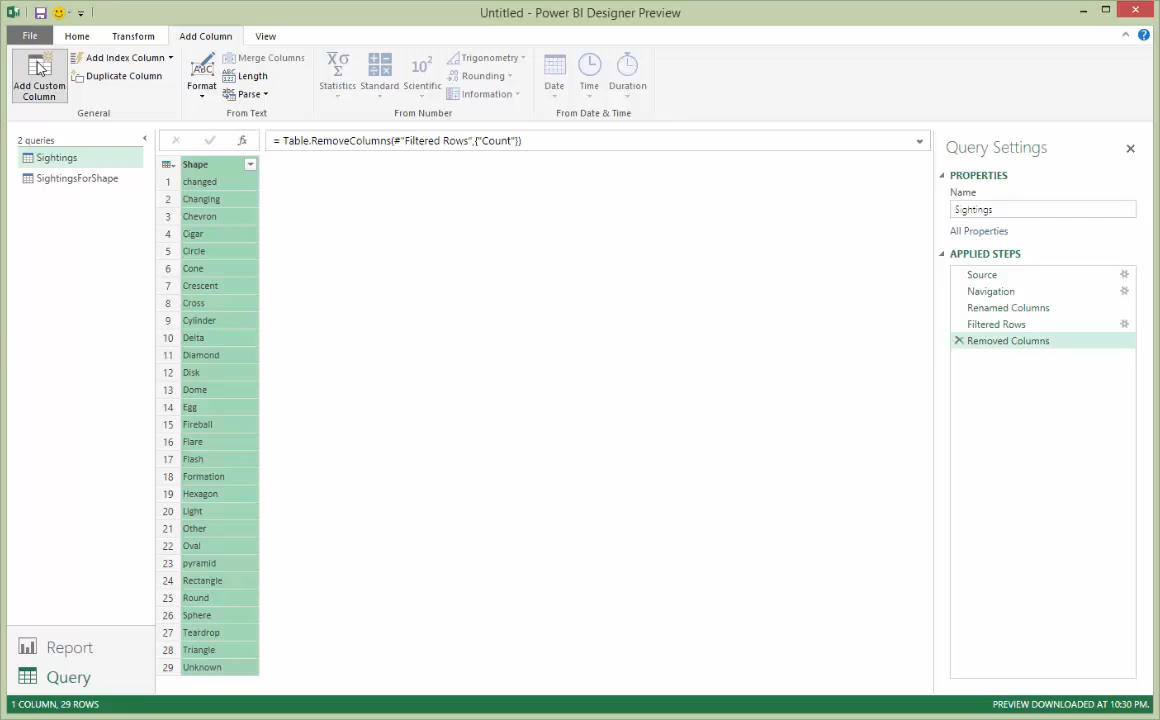 Untitled - Power BI Designer Preview
File Home Transform Add Column View
Add Custom Column
Add Index Column
Duplicate Column
General
Format
Merge Columns
Length
Parse
From Text
Statistics
Standard
Scientific
Trigonometry
Rounding
Information
From Number
Date
Time
Duration
From Date & Time
2 queries
Sightings
SightingsForShape
= Table.RemoveColumns(#"Filtered Rows",{"Count"})
Shape
1 changed
2 Changing
3 Chevron
4 Cigar
5 Circle
6 Cone
7 Crescent
8 Cross
9 Cylinder
10 Delta
11 Diamond
12 Disk
13 Dome
14 Egg
15 Fireball
16 Flare
17 Flash
18 Formation
19 Hexagon
20 Light
21 Other
22 Oval
23 pyramid
24 Rectangle
25 Round
26 Sphere
27 Teardrop
28 Triangle
29 Unknown
Query Settings
PROPERTIES
Name
Sightings
All Properties
APPLIED STEPS
Source
Navigation
Renamed Columns
Filtered Rows
Removed Columns
Report
Query
1 COLUMN, 29 ROWS
PREVIEW DOWNLOADED AT 10:30 PM.